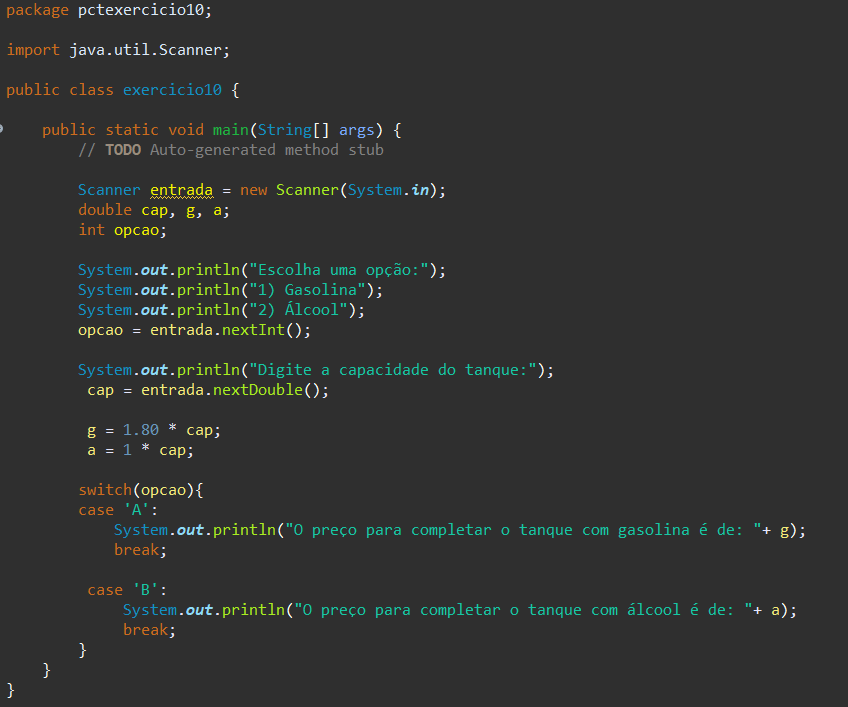 package pctexercicio10;
import java.util.Scanner;
public class exercicio10 {
public static void main(String[] args) {
// TODO Auto-generated method stub
Scanner entrada = new Scanner(System.in);
double cap, g, a;
int opcao;
System.out.println("Escolha uma opção:");
System.out.println("1) Gasolina");
System.out.println("2) Álcool");
opcao = entrada.nextInt();
System.out.println("Digite a capacidade do tanque:");
cap = entrada.nextDouble();
g = 1.80 * cap;
a = 1 * cap;
switch(opcao){
case 'A':
System.out.println("O preço para completar o tanque com gasolina é de: "+ g);
break;
case 'B':
System.out.println("O preço para completar o tanque com álcool é de: "+ a);
break;
}
}
}